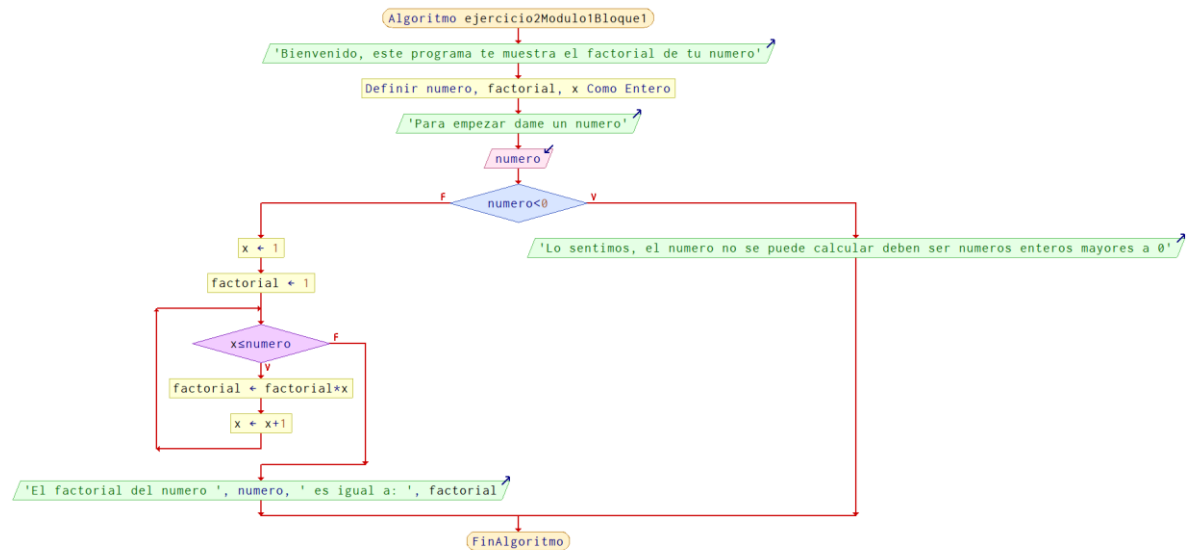 Algoritmo ejercicio2Modulo1Bloque1
'Bienvenido, este programa te muestra el factorial de tu numero'
Definir numero, factorial, x Como Entero
'Para empezar dame un numero'
numero
F
numero<0
V
x ← 1
'Lo sentimos, el numero no se puede calcular deben ser numeros enteros mayores a 0'
factorial ← 1
x≤numero
F
V
factorial ← factorial*x
x ← x+1
'El factorial del numero ', numero, ' es igual a: ', factorial
FinAlgoritmo